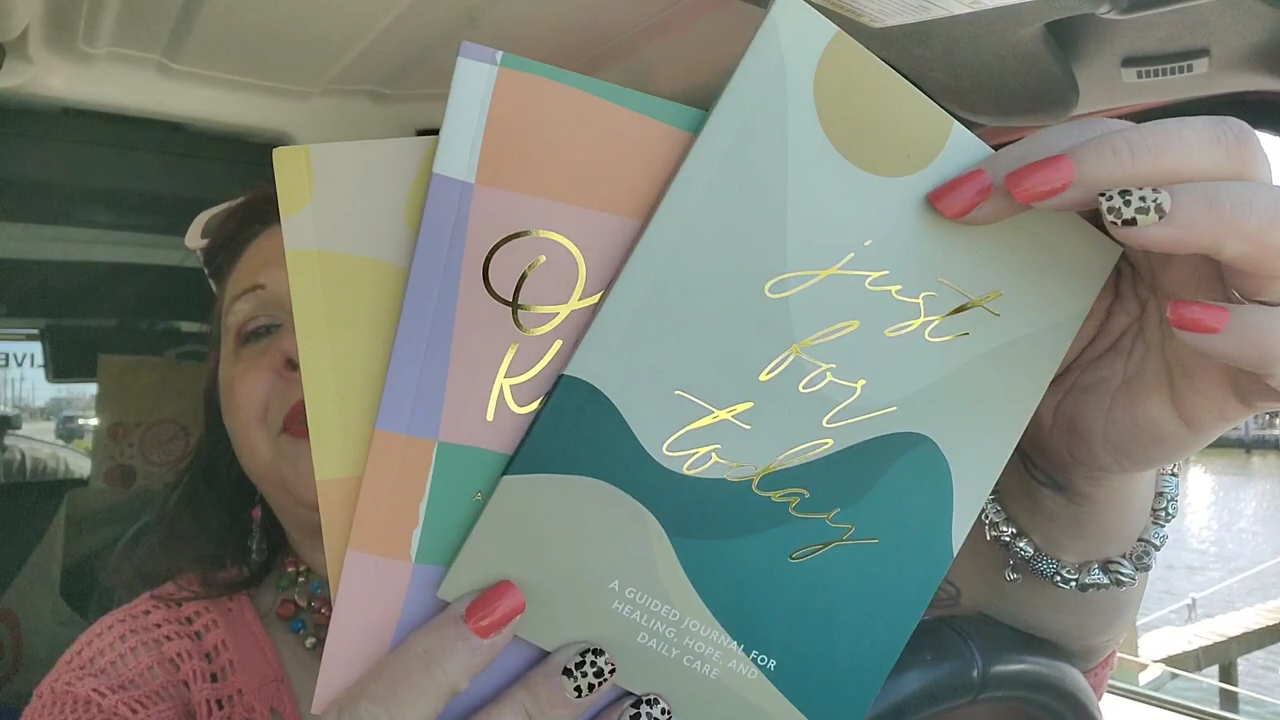 just
for
today
A GUIDED JOURNAL FOR
HEALING, HOPE, AND
DAILY CARE
K
A